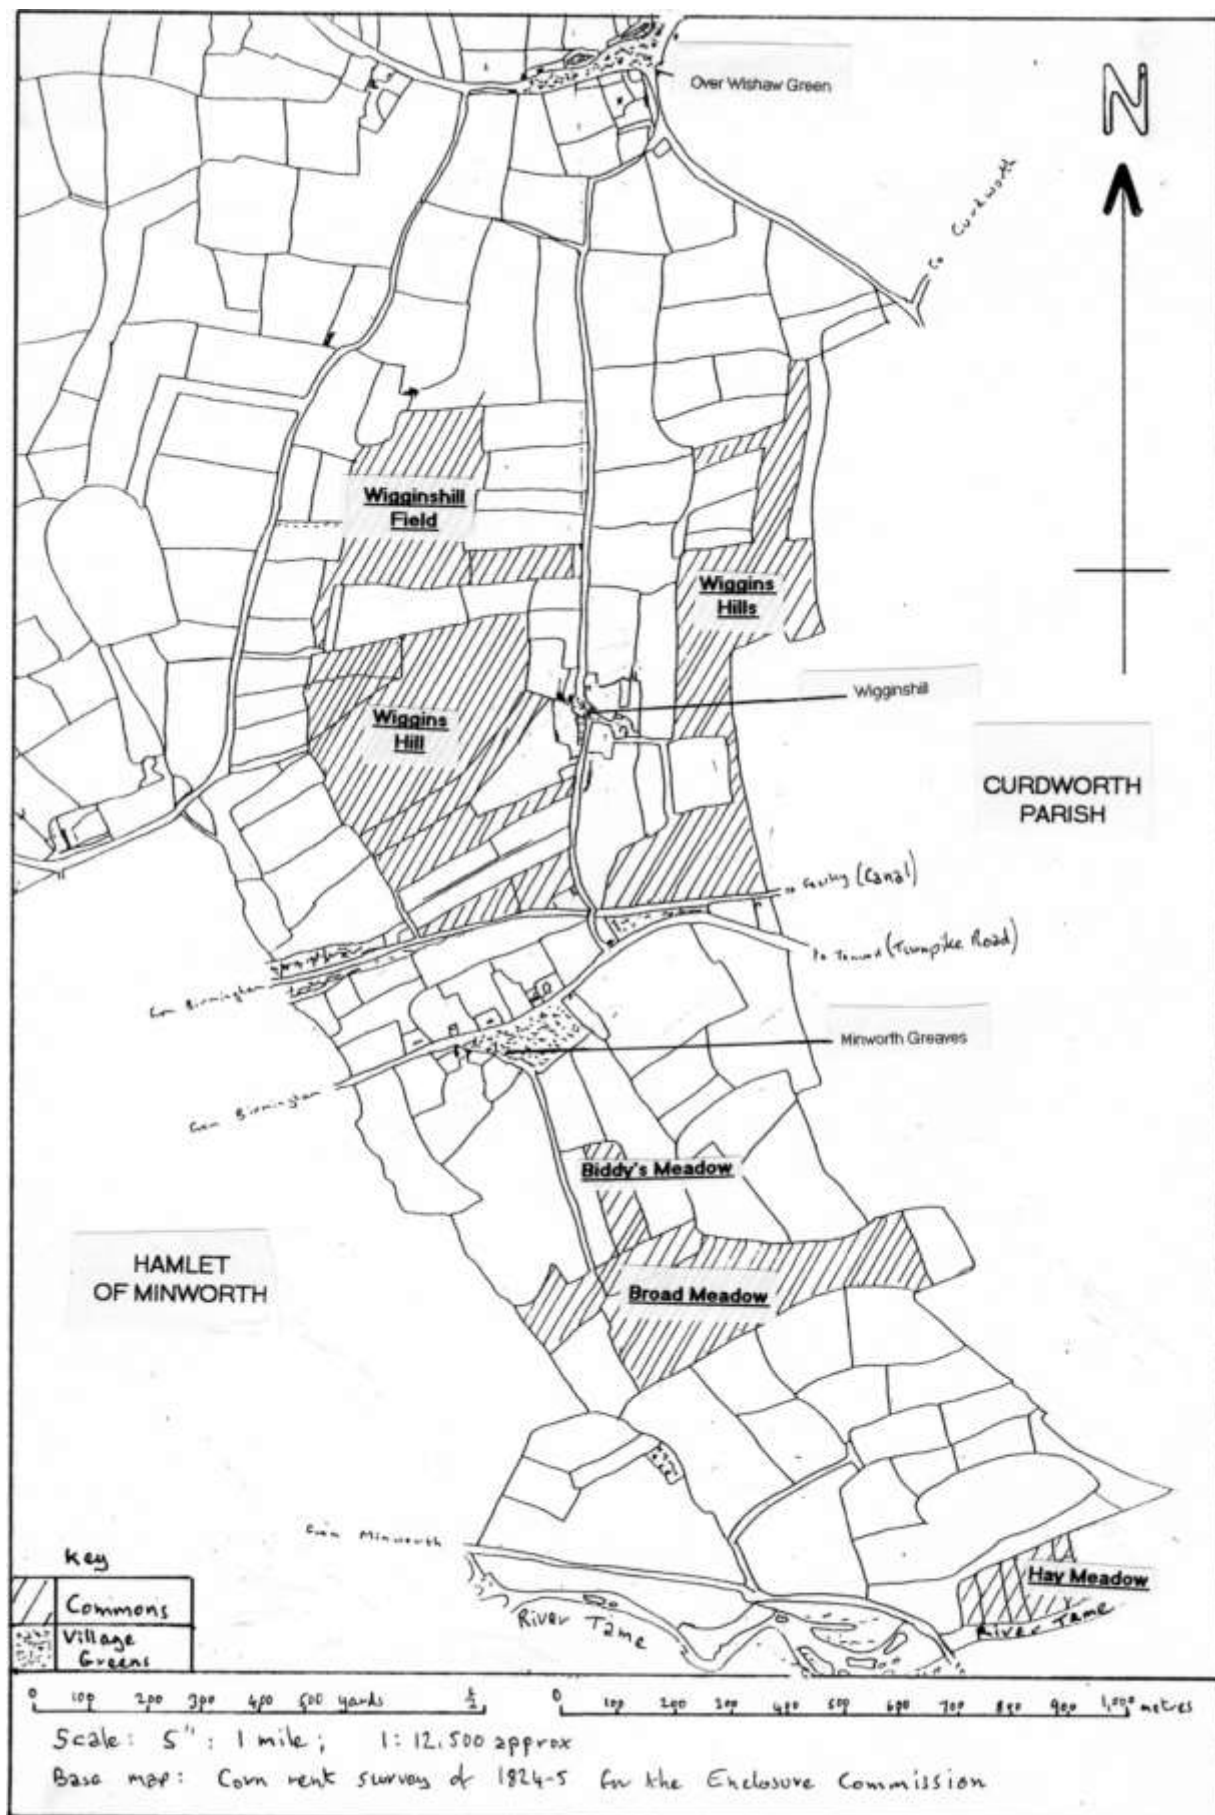 Over Wishaw Green
N
to Curdworth
Wigginshill
Field
Wiggins
Hills
Wigginshill
Wiggins
Hill
CURDWORTH
PARISH
to Fazeley (Canal)
to Tamworth (Turnpike Road)
from Birmingham
Minworth Greaves
from Birmingham
Biddy's Meadow
HAMLET
OF MINWORTH
Broad Meadow
from Minworth
Hay Meadow
River Tame
River Tame
Key
Commons
Village
Greens
0 100 200 300 400 500 yards ½
0 100 200 300 400 500 600 700 800 900 1,000 metres
Scale: 5" : 1 mile; 1: 12.500 approx
Base map: Corn rent survey of 1824-5 for the Enclosure Commission